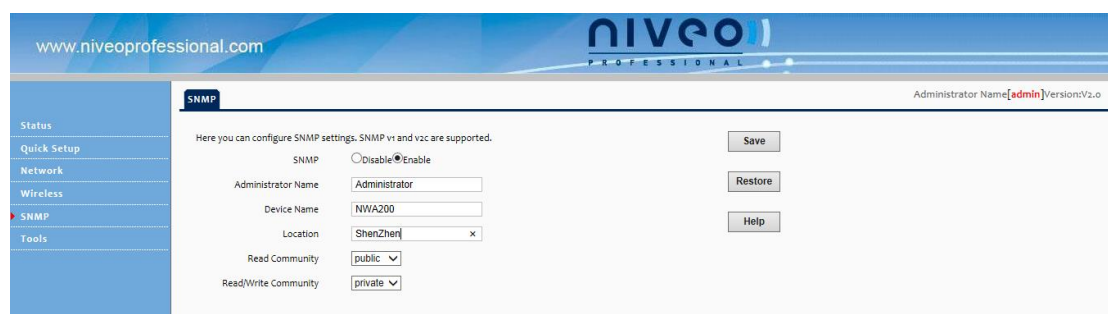 www.niveoprofessional.com
niveo
PROFESSIONAL
SNMP
Administrator Name[admin]Version:V2.0
Status
Quick Setup
Network
Wireless
SNMP
Tools
Here you can configure SNMP settings. SNMP v1 and v2c are supported.
SNMP Disable Enable
Administrator Name Administrator
Device Name NWA200
Location ShenZhen ×
Read Community public
Read/Write Community private
Save
Restore
Help